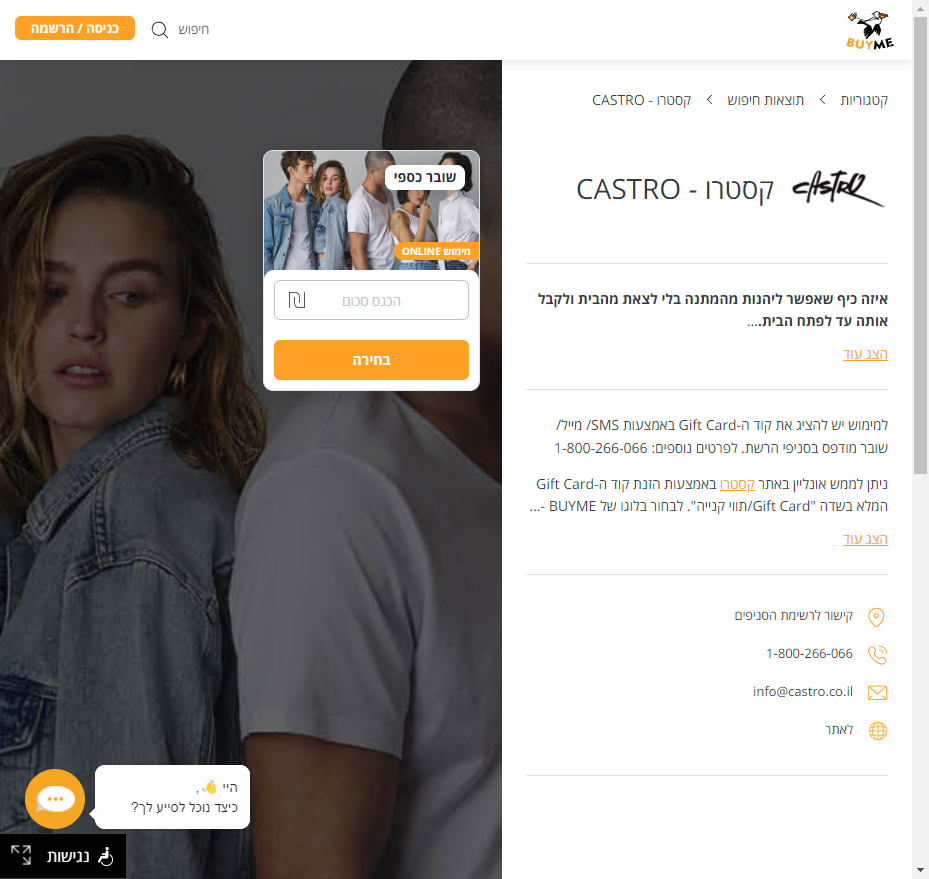 BUYME
חיפוש
כניסה / הרשמה
קטגוריות
תוצאות חיפוש
קסטרו - CASTRO
CASTRO
קסטרו - CASTRO
איזה כיף שאפשר ליהנות מהמתנה בלי לצאת מהבית ולקבל
אותה עד לפתח הבית....
הצג עוד
למימוש יש להציג את קוד ה-Gift Card באמצעות SMS/ מייל/
שובר מודפס בסניפי הרשת. לפרטים נוספים: 1-800-266-066
ניתן לממש אונליין באתר קסטרו באמצעות הזנת קוד ה-Gift Card
המלא בשדה "Gift Card/תווי קנייה". לבחור בלוגו של BUYME -...
הצג עוד
קישור לרשימת הסניפים
1-800-266-066
info@castro.co.il
לאתר
שובר כספי
מימוש ONLINE
הכנס סכום
₪
בחירה
היי 👋,
כיצד נוכל לסייע לך?
נגישות